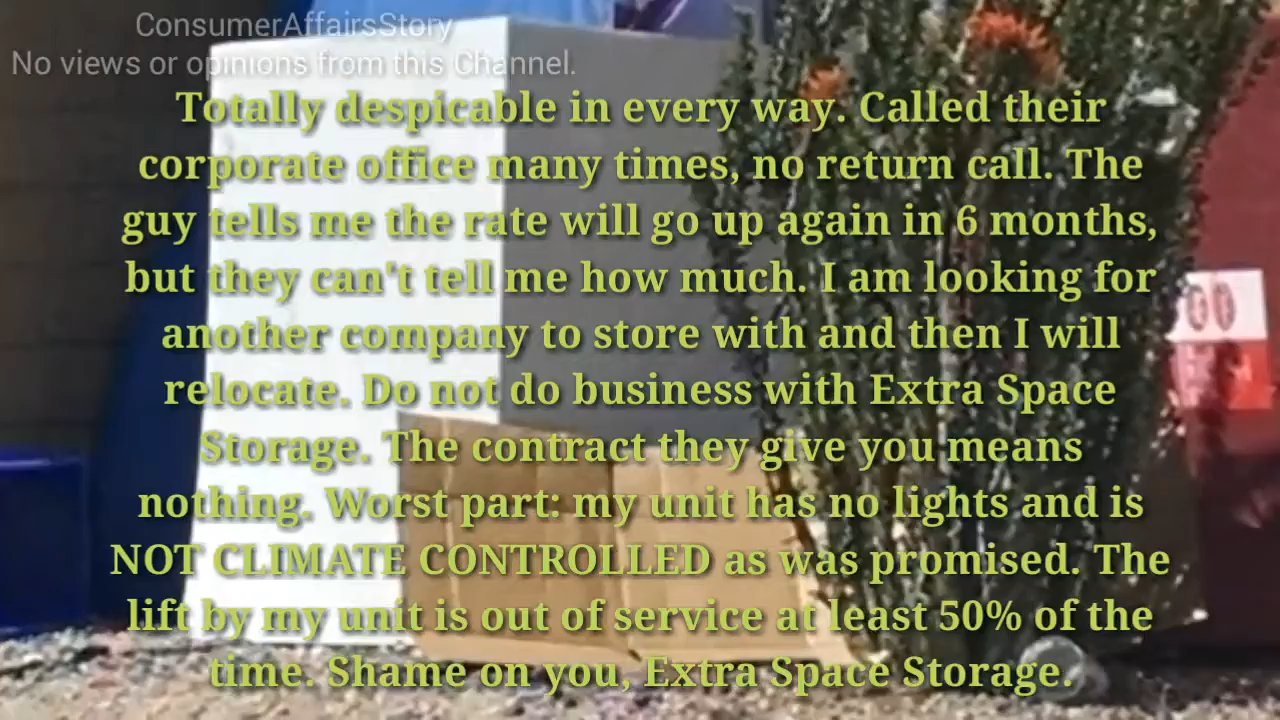 ConsumerAffairsStory
No views or opinions from this Channel.
Totally despicable in every way. Called their
corporate office many times, no return call. The
guy tells me the rate will go up again in 6 months,
but they can't tell me how much. I am looking for
another company to store with and then I will
relocate. Do not do business with Extra Space
Storage. The contract they give you means
nothing. Worst part: my unit has no lights and is
NOT CLIMATE CONTROLLED as was promised. The
lift by my unit is out of service at least 50% of the
time. Shame on you, Extra Space Storage.
00